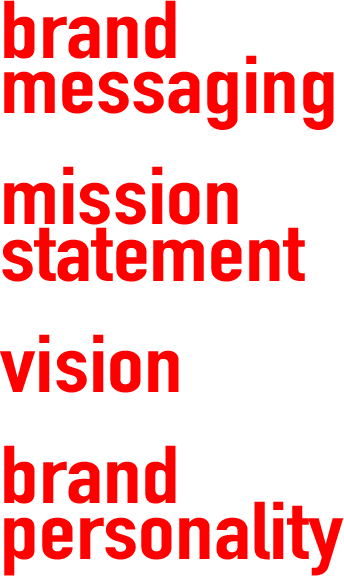 brand
messaging
mission
statement
vision
brand
personality